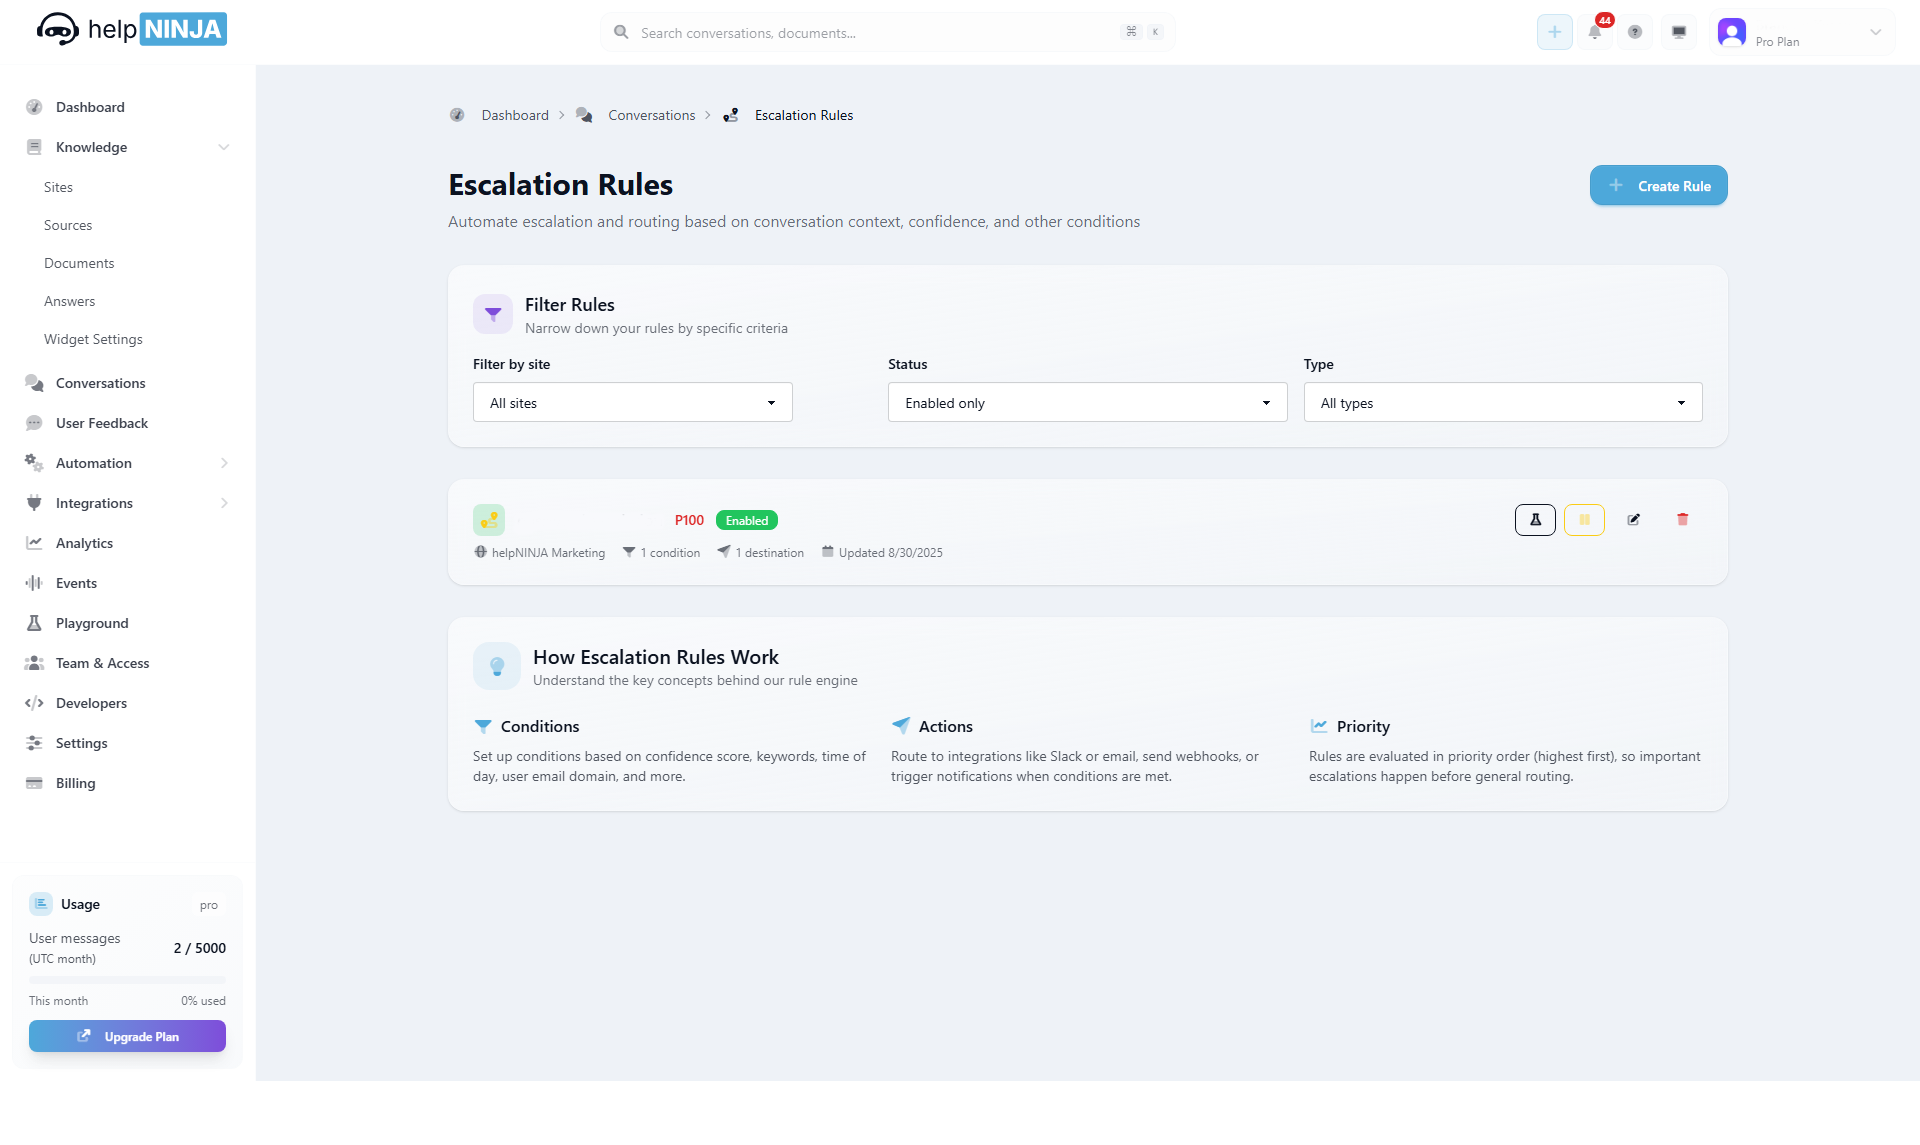 help NINJA
Search conversations, documents...
⌘ K
44
Pro Plan
Dashboard
Knowledge
Sites
Sources
Documents
Answers
Widget Settings
Conversations
User Feedback
Automation
Integrations
Analytics
Events
Playground
Team & Access
Developers
Settings
Billing
Usage
pro
User messages
(UTC month)
2 / 5000
This month
0% used
Upgrade Plan
Dashboard > Conversations > Escalation Rules
Escalation Rules
Automate escalation and routing based on conversation context, confidence, and other conditions
Create Rule
Filter Rules
Narrow down your rules by specific criteria
Filter by site
All sites
Status
Enabled only
Type
All types
P100 Enabled
helpNINJA Marketing 1 condition 1 destination Updated 8/30/2025
How Escalation Rules Work
Understand the key concepts behind our rule engine
Conditions
Set up conditions based on confidence score, keywords, time of
day, user email domain, and more.
Actions
Route to integrations like Slack or email, send webhooks, or
trigger notifications when conditions are met.
Priority
Rules are evaluated in priority order (highest first), so important
escalations happen before general routing.